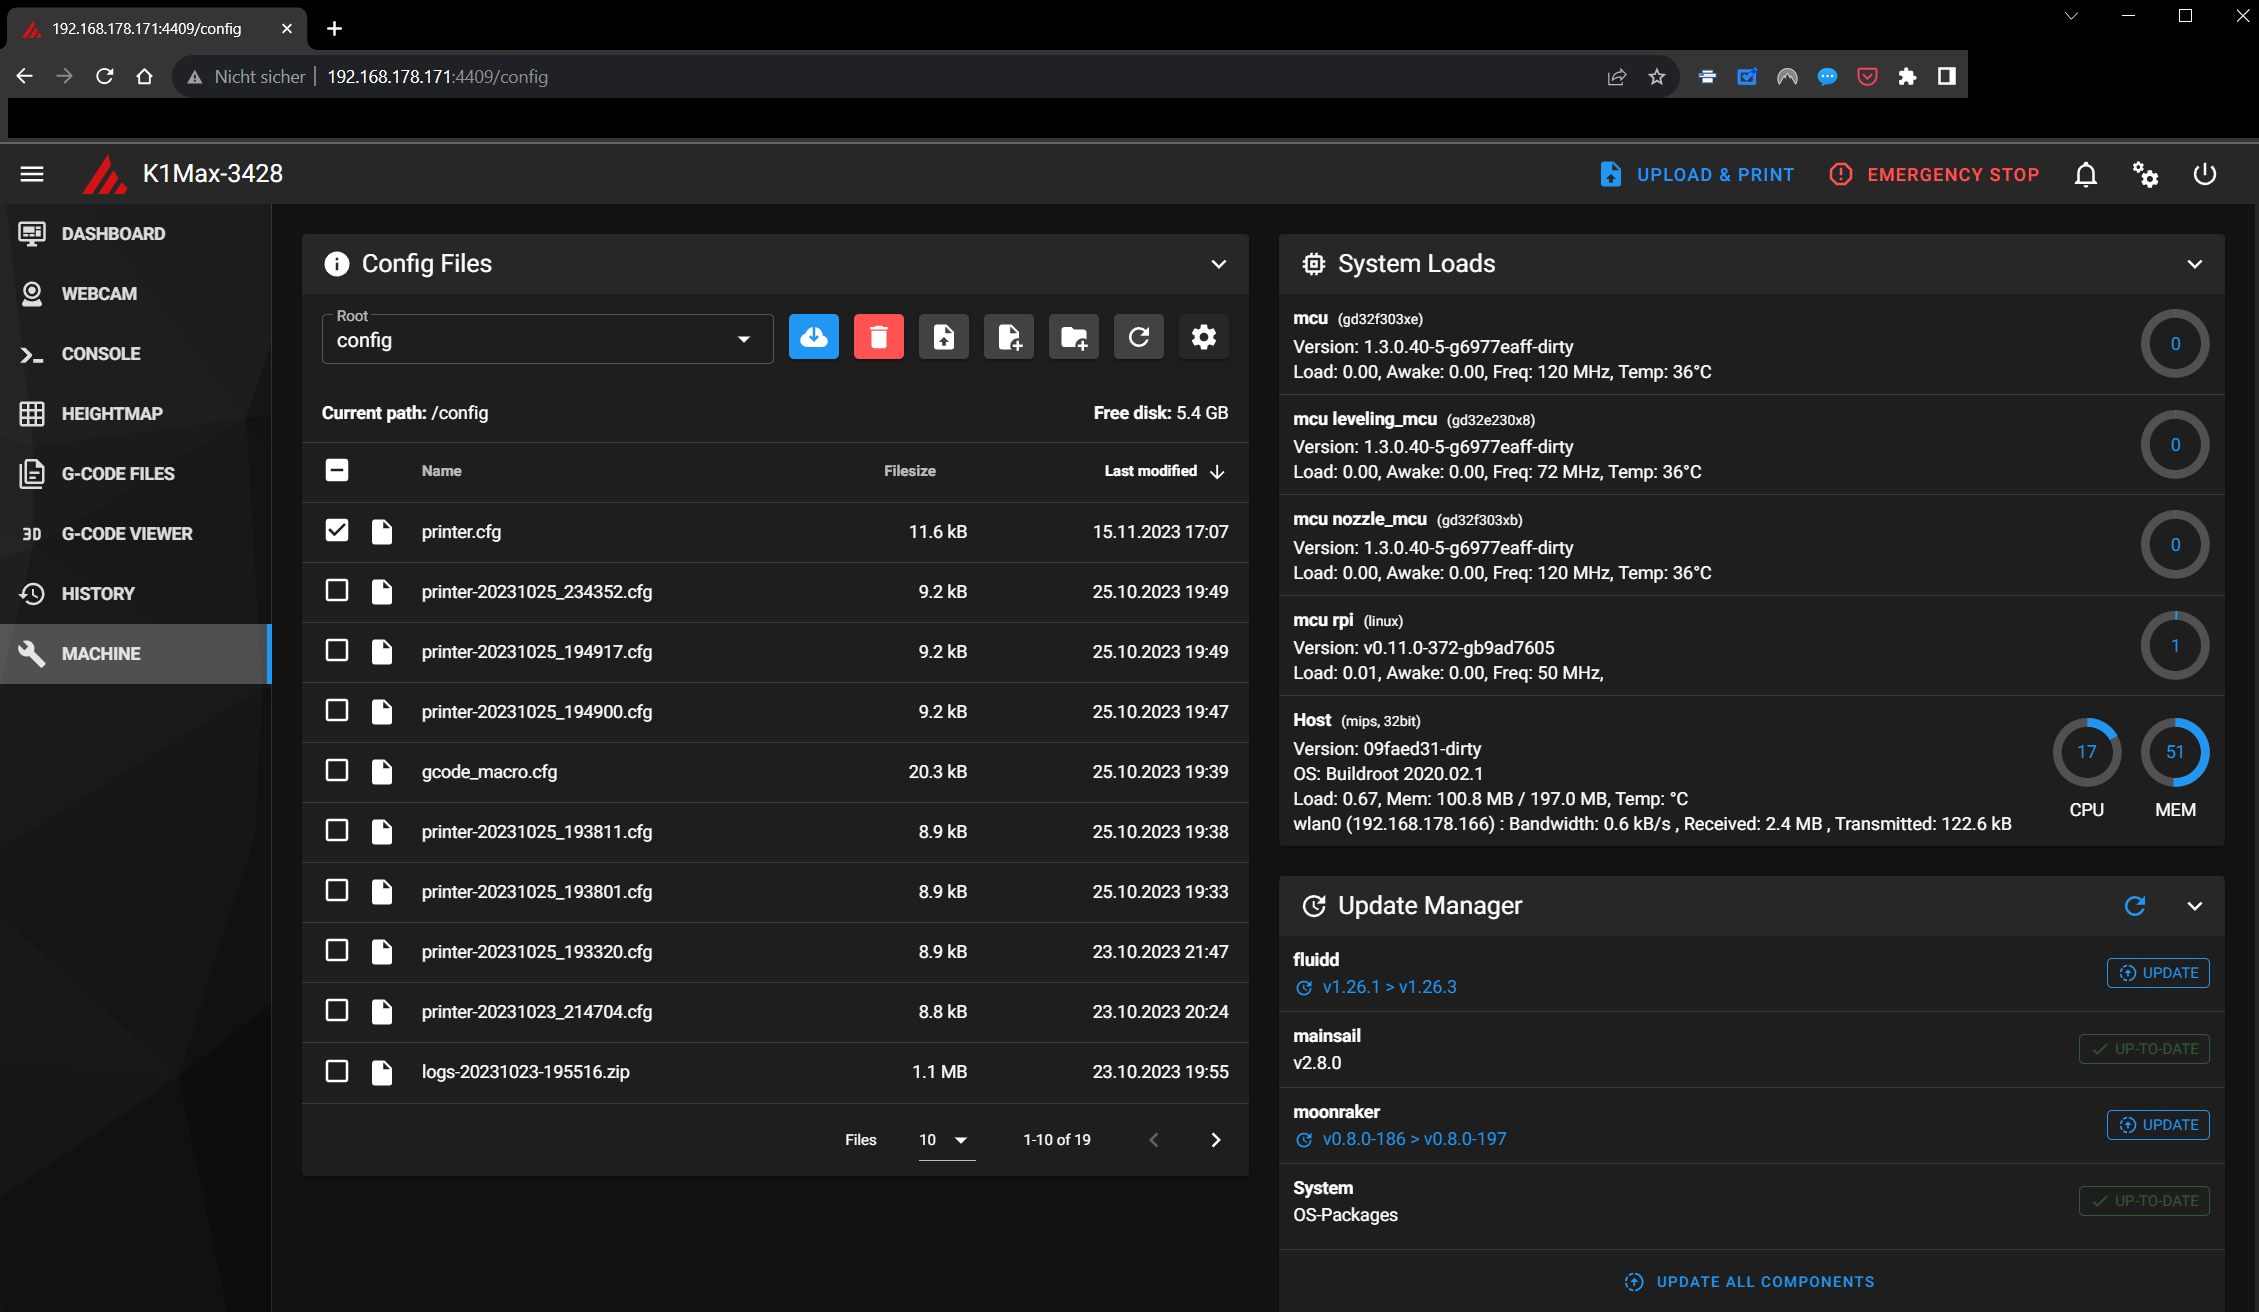 192.168.178.171:4409/config
Nicht sicher | 192.168.178.171:4409/config
K1Max-3428
UPLOAD & PRINT
EMERGENCY STOP
DASHBOARD
WEBCAM
CONSOLE
HEIGHTMAP
G-CODE FILES
3D G-CODE VIEWER
HISTORY
MACHINE
Config Files
Root
config
Current path: /config
Free disk: 5.4 GB
Name Filesize Last modified
printer.cfg 11.6 kB 15.11.2023 17:07
printer-20231025_234352.cfg 9.2 kB 25.10.2023 19:49
printer-20231025_194917.cfg 9.2 kB 25.10.2023 19:49
printer-20231025_194900.cfg 9.2 kB 25.10.2023 19:47
gcode_macro.cfg 20.3 kB 25.10.2023 19:39
printer-20231025_193811.cfg 8.9 kB 25.10.2023 19:38
printer-20231025_193801.cfg 8.9 kB 25.10.2023 19:33
printer-20231025_193320.cfg 8.9 kB 23.10.2023 21:47
printer-20231023_214704.cfg 8.8 kB 23.10.2023 20:24
logs-20231023-195516.zip 1.1 MB 23.10.2023 19:55
Files 10 1-10 of 19
System Loads
mcu (gd32f303xe)
Version: 1.3.0.40-5-g6977eaff-dirty
Load: 0.00, Awake: 0.00, Freq: 120 MHz, Temp: 36°C
0
mcu leveling_mcu (gd32e230x8)
Version: 1.3.0.40-5-g6977eaff-dirty
Load: 0.00, Awake: 0.00, Freq: 72 MHz, Temp: 36°C
0
mcu nozzle_mcu (gd32f303xb)
Version: 1.3.0.40-5-g6977eaff-dirty
Load: 0.00, Awake: 0.00, Freq: 120 MHz, Temp: 36°C
0
mcu rpi (linux)
Version: v0.11.0-372-gb9ad7605
Load: 0.01, Awake: 0.00, Freq: 50 MHz,
1
Host (mips, 32bit)
Version: 09faed31-dirty
OS: Buildroot 2020.02.1
Load: 0.67, Mem: 100.8 MB / 197.0 MB, Temp: °C
wlan0 (192.168.178.166) : Bandwidth: 0.6 kB/s , Received: 2.4 MB , Transmitted: 122.6 kB
17 51
CPU MEM
Update Manager
fluidd
v1.26.1 > v1.26.3
UPDATE
mainsail
v2.8.0
UP-TO-DATE
moonraker
v0.8.0-186 > v0.8.0-197
UPDATE
System
OS-Packages
UP-TO-DATE
UPDATE ALL COMPONENTS